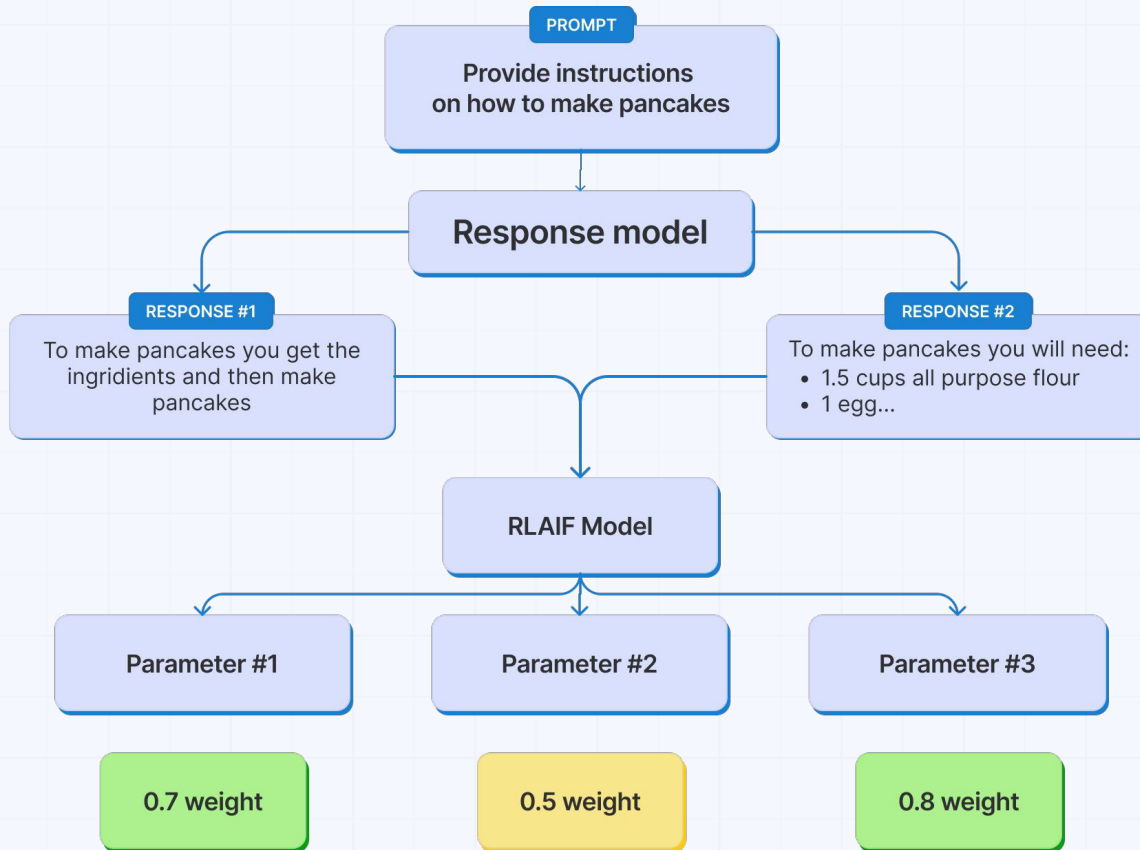 PROMPT
Provide instructions
on how to make pancakes
Response model
RESPONSE #1
To make pancakes you get the
ingridients and then make
pancakes
RESPONSE #2
To make pancakes you will need:
• 1.5 cups all purpose flour
• 1 egg...
RLAIF Model
Parameter #1
Parameter #2
Parameter #3
0.7 weight
0.5 weight
0.8 weight